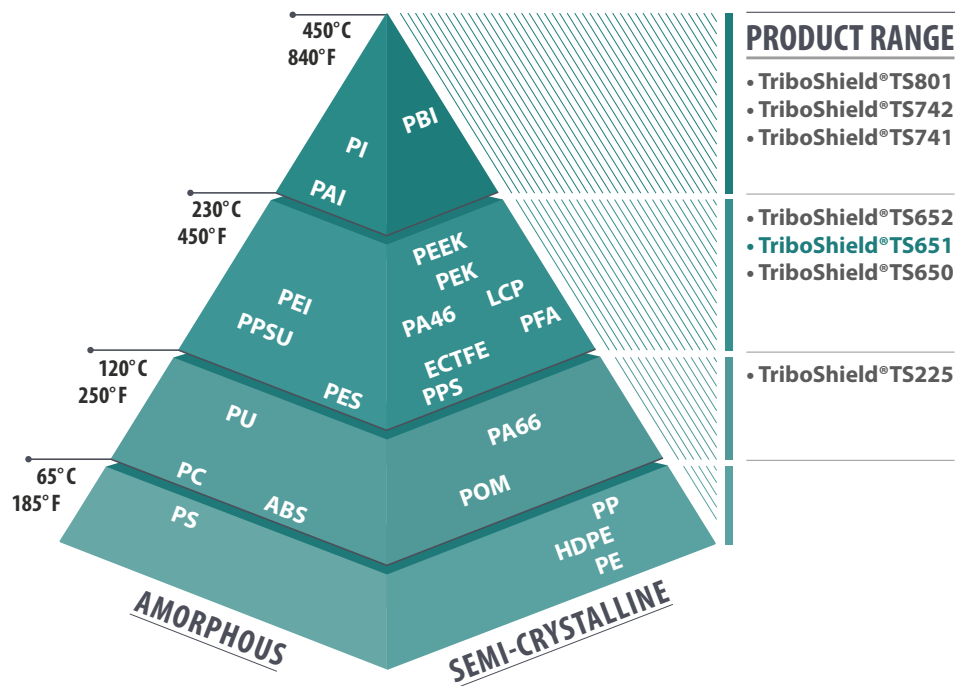 450°C
840°F
PRODUCT RANGE
• TriboShield®TS801
• TriboShield®TS742
• TriboShield®TS741
PBI
PI
PAI
230°C
450°F
• TriboShield®TS652
• TriboShield®TS651
• TriboShield®TS650
PEEK
PEK
LCP
PEI
PA46
PFA
PPSU
ECTFE
PES
PPS
120°C
250°F
• TriboShield®TS225
PU
PA66
PC
POM
ABS
65°C
185°F
PS
PP
HDPE
PE
AMORPHOUS
SEMI-CRYSTALLINE